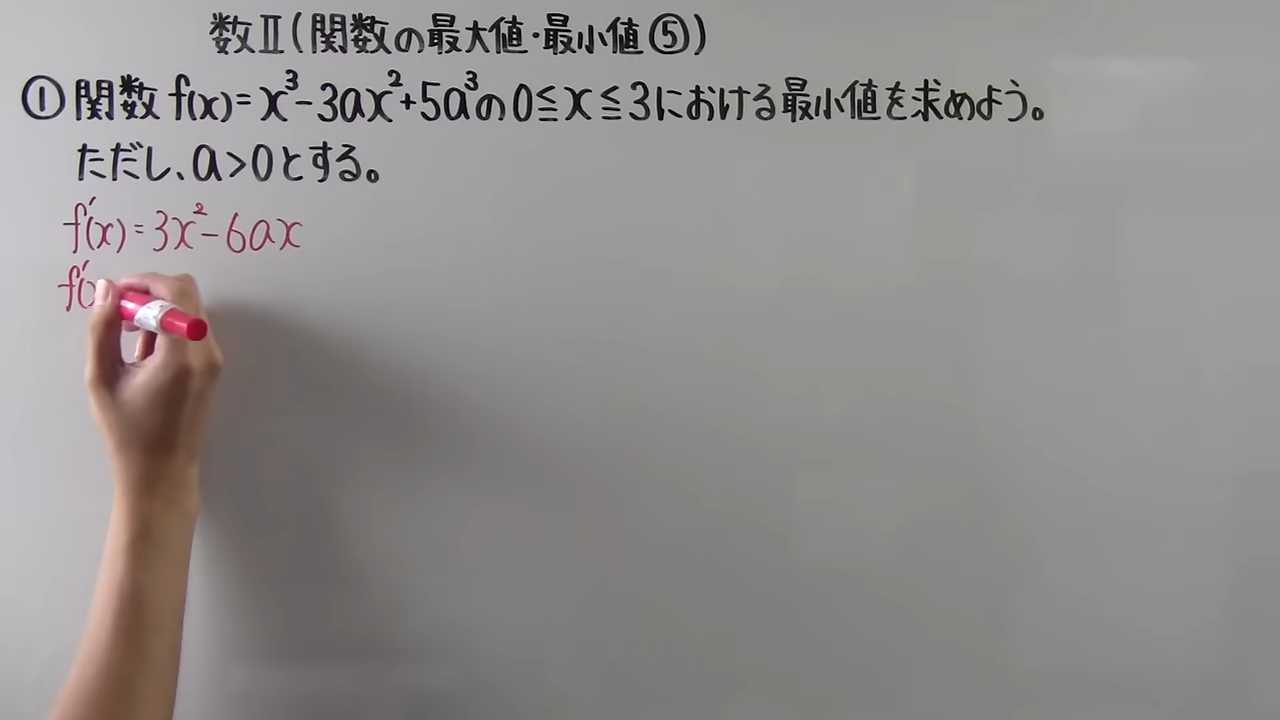 数Ⅱ(関数の最大値・最小値⑤)
①関数 f(x)=x³-3ax²+5a³の0≦x≦3における最小値を求めよう。
ただし、a>0とする。
f'(x)=3x²-6ax
f'(x